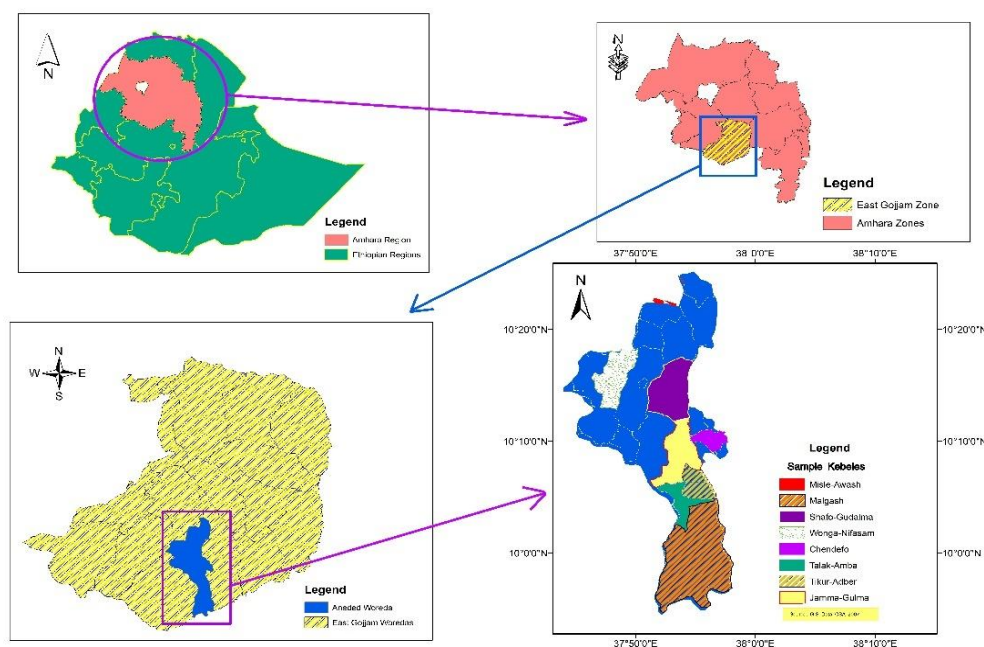 N
Legend
Amhara Region
Ethiopian Regions
N
Legend
East Gojjam Zone
Amhara Zones
N
W E
S
Legend
Aneded Woreda
East Gojjam Woredas
37°50'0"E 38°0'0"E 38°10'0"E
N
10°20'0"N 10°20'0"N
10°10'0"N 10°10'0"N
10°0'0"N 10°0'0"N
Legend
Sample Kebeles
Misle-Awash
Malgash
Shafo-Gudalma
Wonga-Nifasam
Chendefo
Talak-Amba
Tikur-Adber
Jamma-Gulma
37°50'0"E 38°0'0"E 38°10'0"E